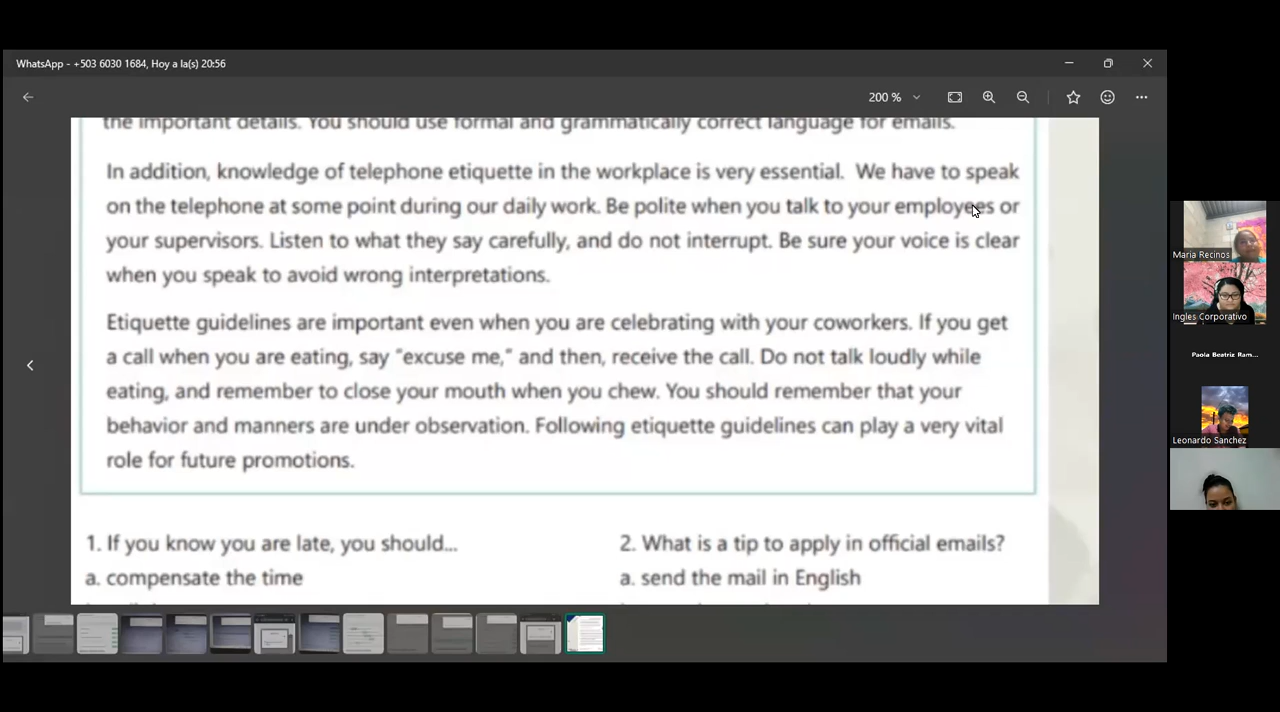 WhatsApp - +503 6030 1684, Hoy a la(s) 20:56
200 %
the important details. You should use formal and grammatically correct language for emails.
In addition, knowledge of telephone etiquette in the workplace is very essential. We have to speak
on the telephone at some point during our daily work. Be polite when you talk to your employees or
your supervisors. Listen to what they say carefully, and do not interrupt. Be sure your voice is clear
when you speak to avoid wrong interpretations.
Etiquette guidelines are important even when you are celebrating with your coworkers. If you get
a call when you are eating, say "excuse me," and then, receive the call. Do not talk loudly while
eating, and remember to close your mouth when you chew. You should remember that your
behavior and manners are under observation. Following etiquette guidelines can play a very vital
role for future promotions.
1. If you know you are late, you should...
a. compensate the time
2. What is a tip to apply in official emails?
a. send the mail in English
Maria Recinos
Ingles Corporativo
Paola Beatriz Ram...
Leonardo Sanchez